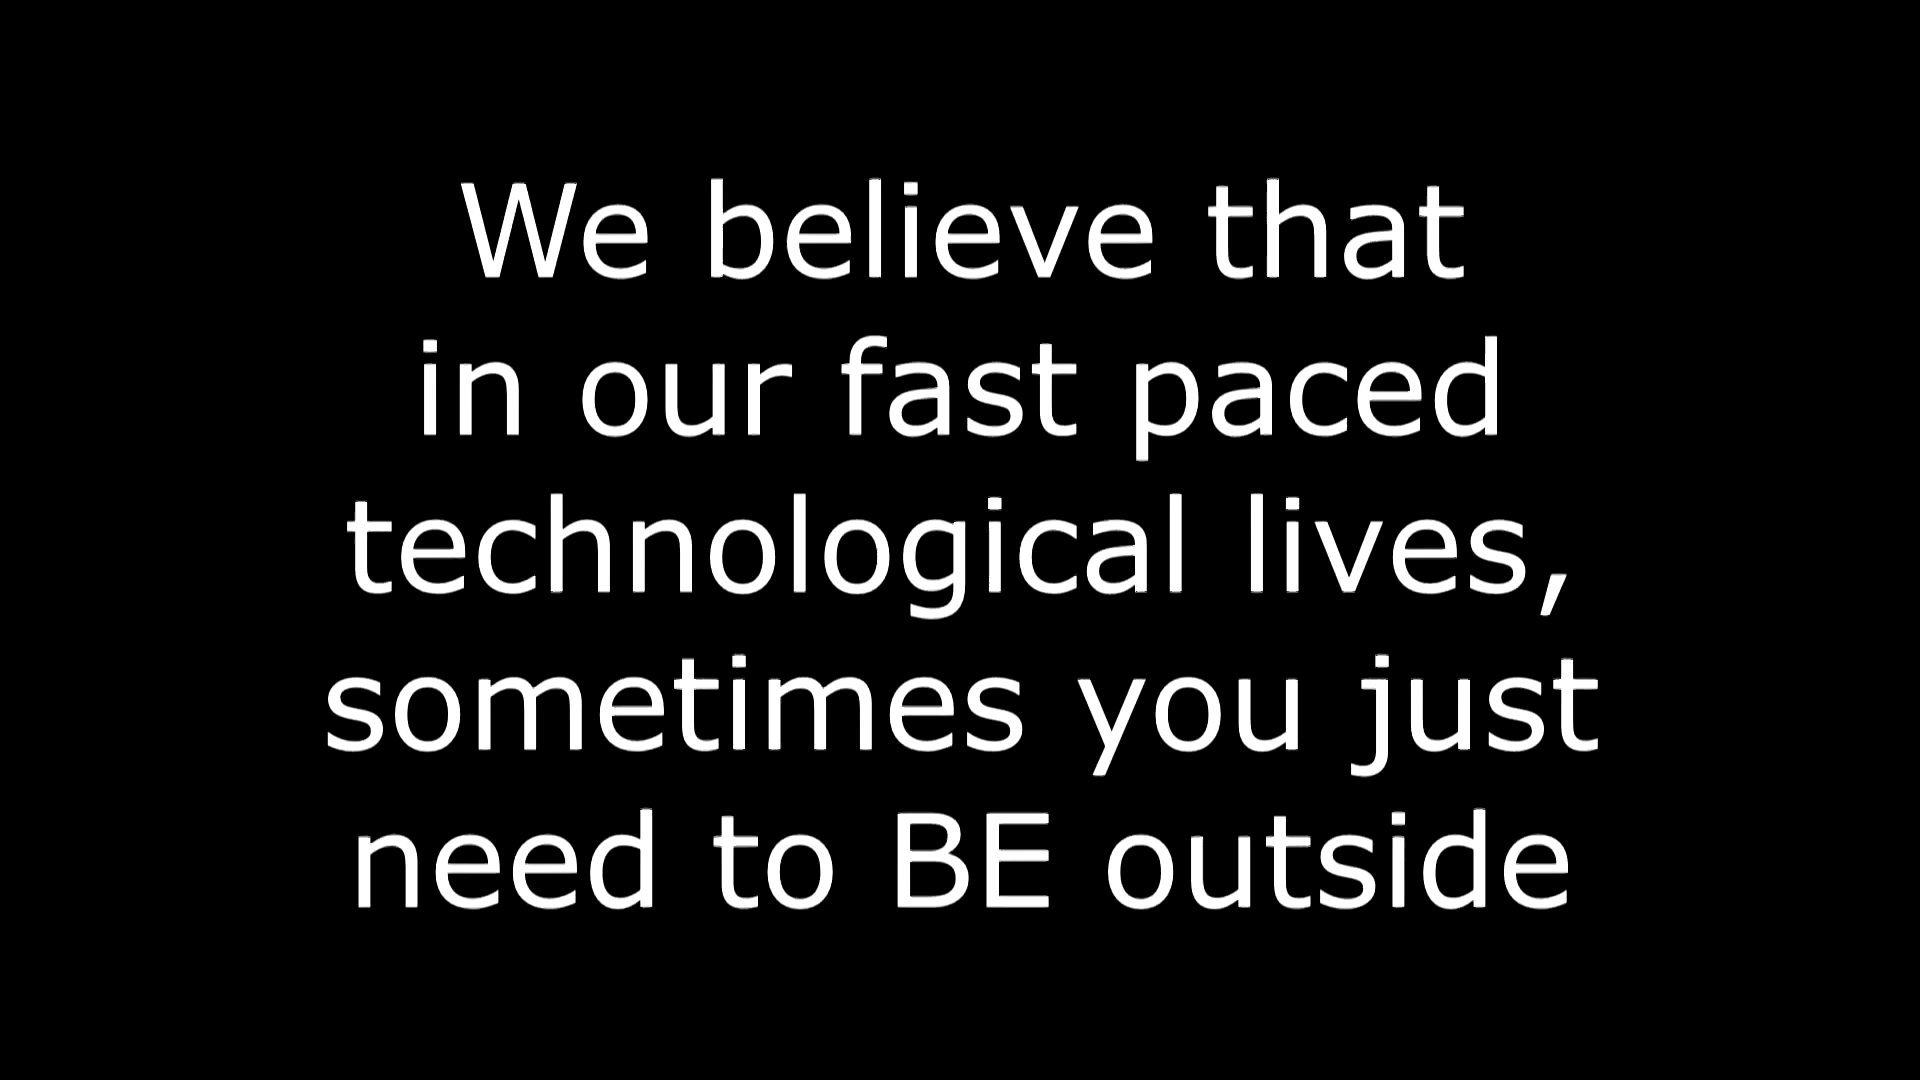 We believe that
in our fast paced
technological lives,
sometimes you just
need to BE outside